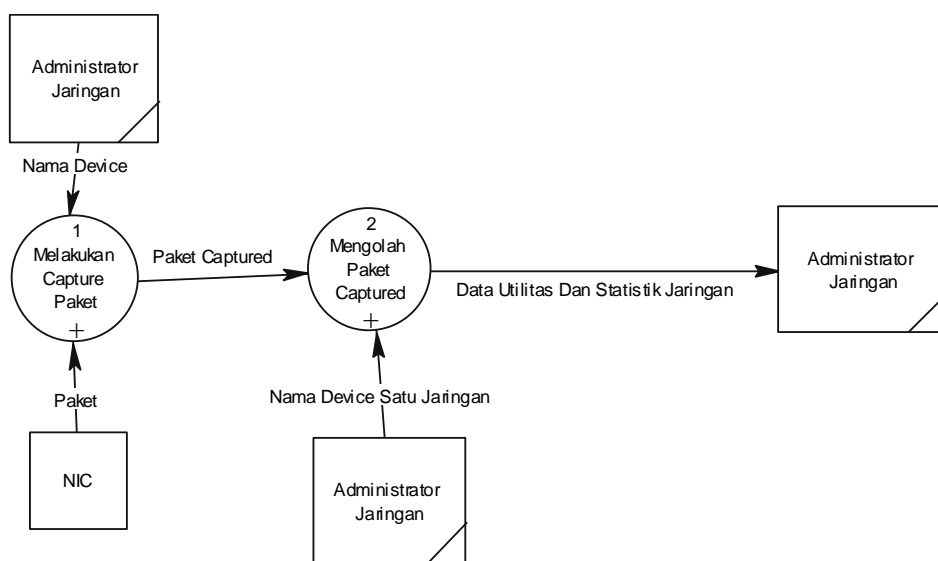 Administrator
Jaringan
Nama Device
1
Melakukan
Capture
Paket
+
Paket Captured
2
Mengolah
Paket
Captured
+
Data Utilitas Dan Statistik Jaringan
Administrator
Jaringan
Paket
NIC
Nama Device Satu Jaringan
Administrator
Jaringan